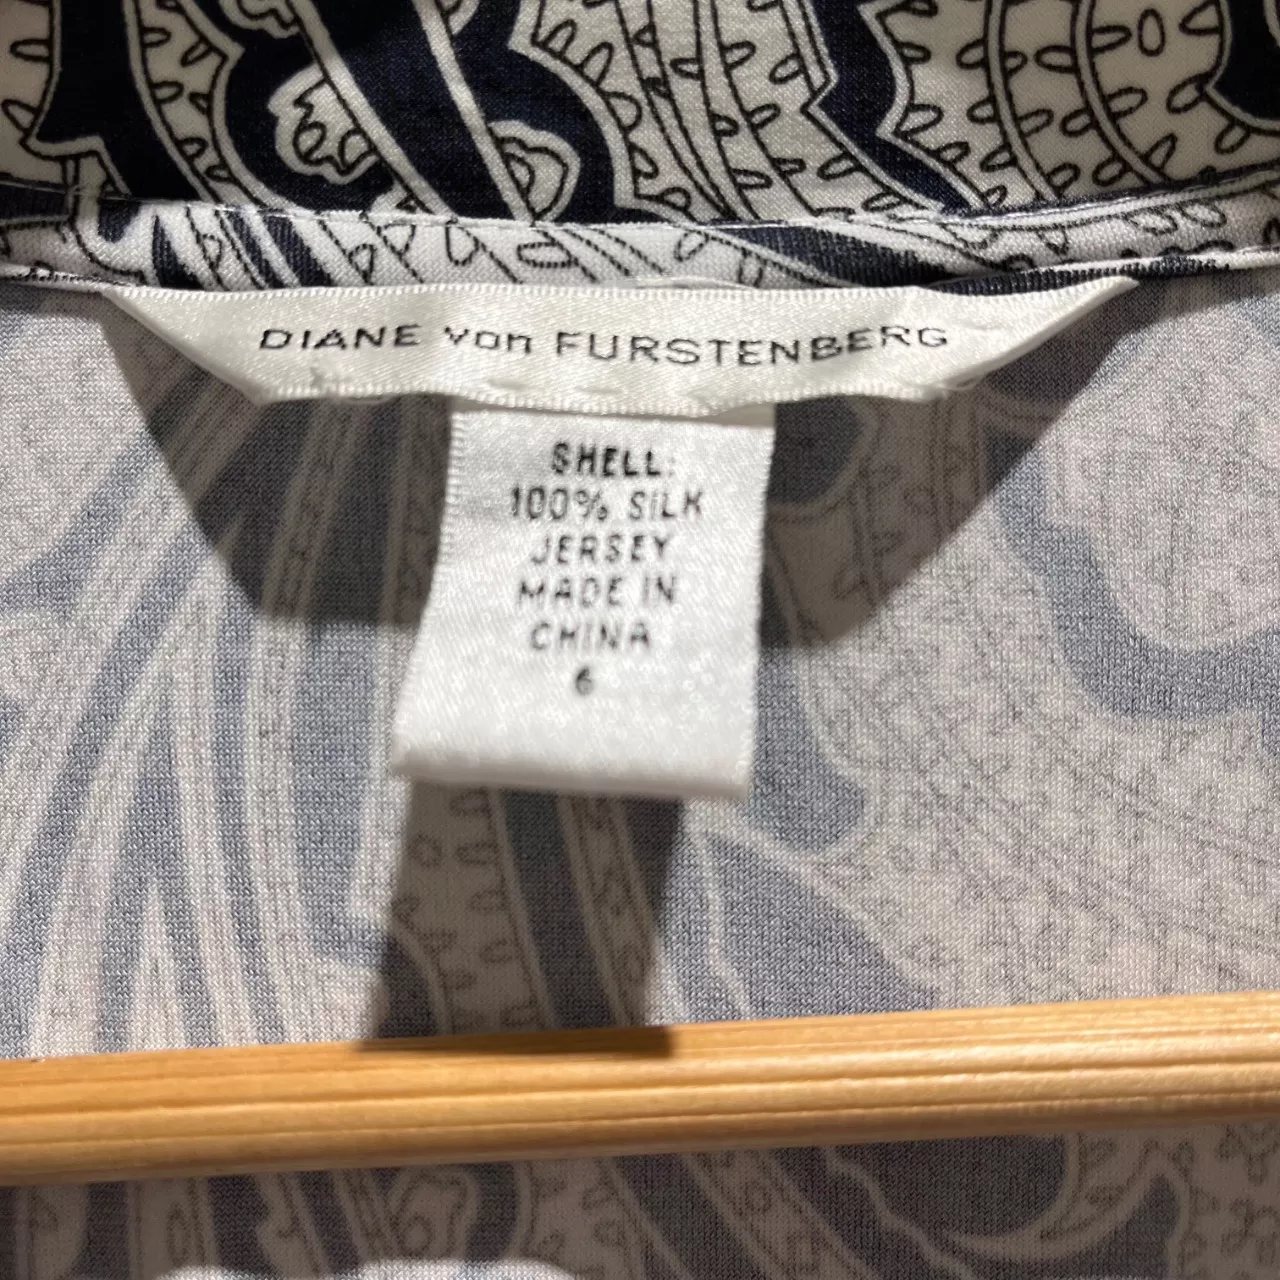 DIANE von FURSTENBERG
SHELL:
100% SILK
JERSEY
MADE IN
CHINA
6